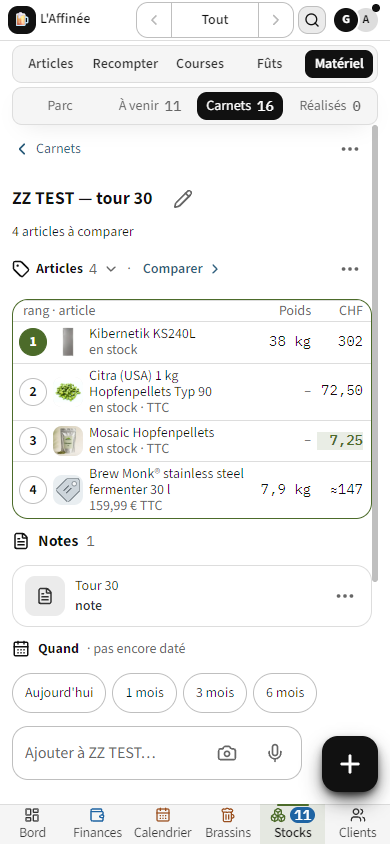 L'Affinée
Tout
G
A
Articles Recompter Courses Fûts Matériel
Parc À venir 11 Carnets 16 Réalisés 0
Carnets
ZZ TEST — tour 30
4 articles à comparer
Articles 4 · Comparer
rang · article Poids CHF
1 Kibernetik KS240L 38 kg 302
en stock
Citra (USA) 1 kg
2 Hopfenpellets Typ 90 – 72,50
en stock · TTC
3 Mosaic Hopfenpellets – 7,25
en stock · TTC
Brew Monk® stainless steel
4 fermenter 30 l 7,9 kg ≈147
159,99 € TTC
Notes 1
Tour 30
note
Quand · pas encore daté
Aujourd'hui 1 mois 3 mois 6 mois
Ajouter à ZZ TEST…
11
Bord Finances Calendrier Brassins Stocks Clients